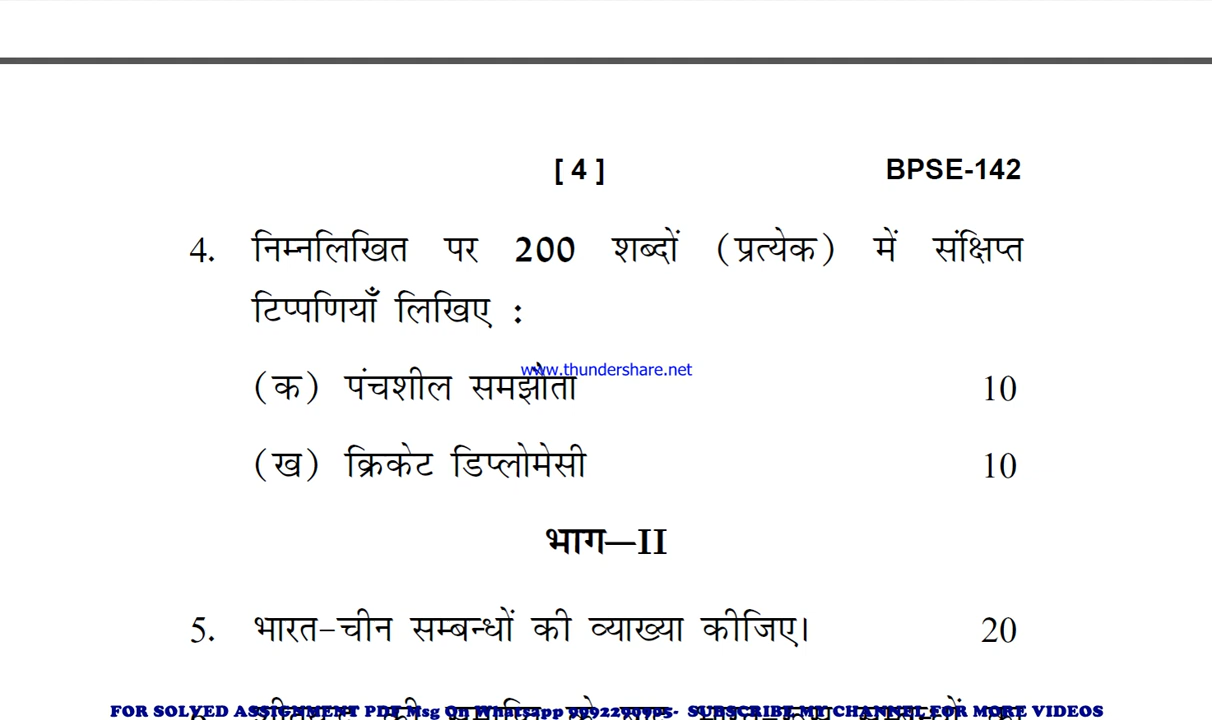 [ 4 ] BPSE-142
4. निम्नलिखित पर 200 शब्दों (प्रत्येक) में संक्षिप्त
टिप्पणियाँ लिखिए :
www.thundershare.net
(क) पंचशील समझौता 10
(ख) क्रिकेट डिप्लोमेसी 10
भाग—II
5. भारत-चीन सम्बन्धों की व्याख्या कीजिए। 20
FOR SOLVED ASSIGNMENT PDF Msg On Whatsapp 9992290905- SUBSCRIBE MY CHANNEL FOR MORE VIDEOS